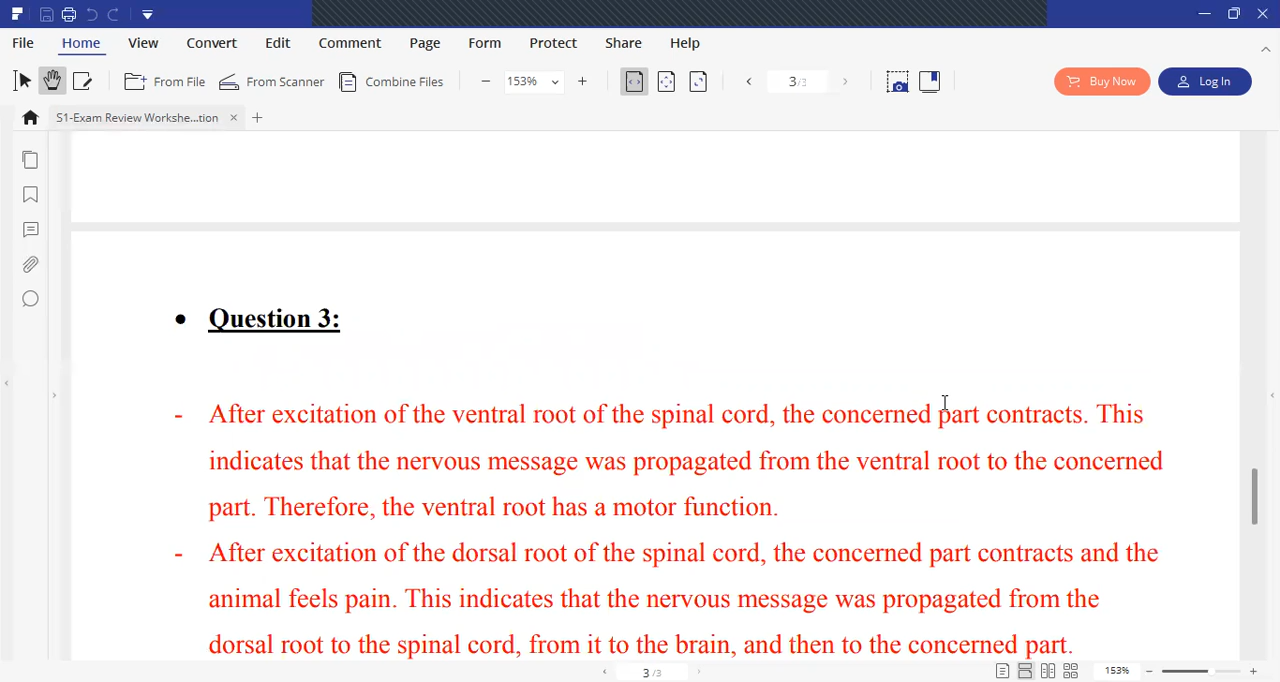 File Home View Convert Edit Comment Page Form Protect Share Help
From File From Scanner Combine Files 153% 3/3 Buy Now Log In
S1-Exam Review Workshe...tion
• Question 3:
- After excitation of the ventral root of the spinal cord, the concerned part contracts. This
indicates that the nervous message was propagated from the ventral root to the concerned
part. Therefore, the ventral root has a motor function.
- After excitation of the dorsal root of the spinal cord, the concerned part contracts and the
animal feels pain. This indicates that the nervous message was propagated from the
dorsal root to the spinal cord, from it to the brain, and then to the concerned part.
3/3 153%